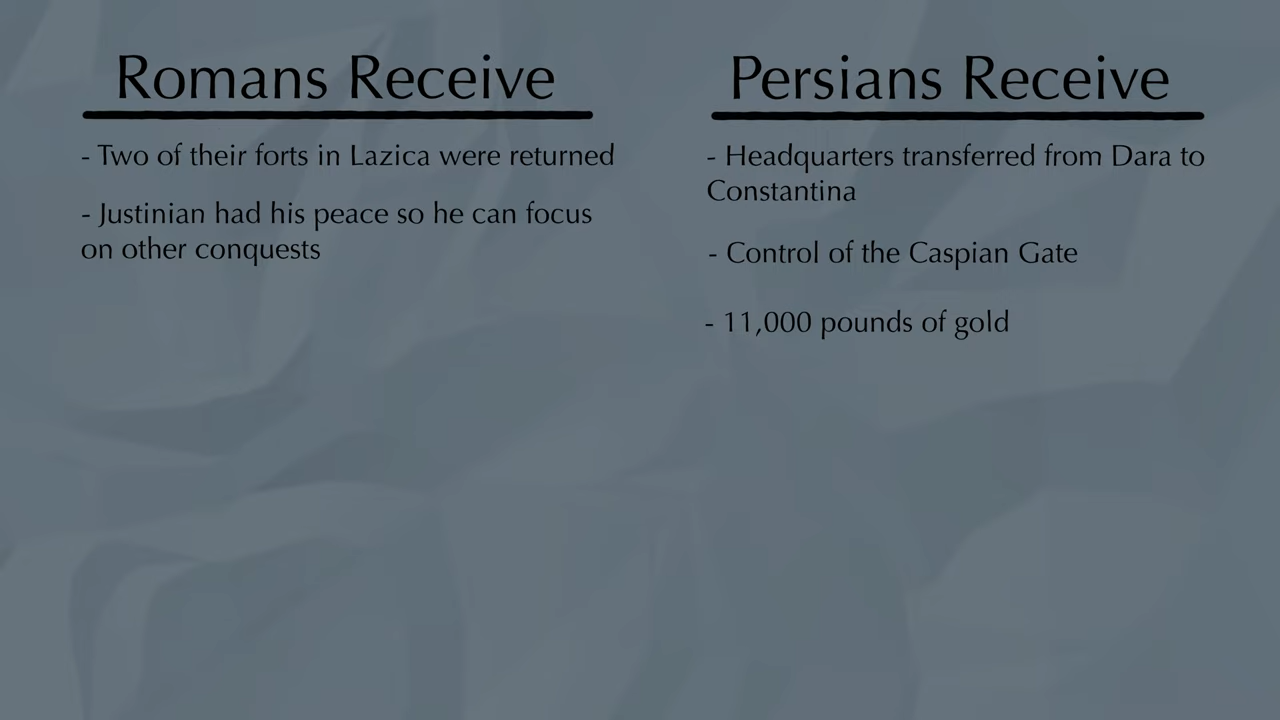 Romans Receive
- Two of their forts in Lazica were returned
- Justinian had his peace so he can focus
on other conquests
Persians Receive
- Headquarters transferred from Dara to
Constantina
- Control of the Caspian Gate
- 11,000 pounds of gold